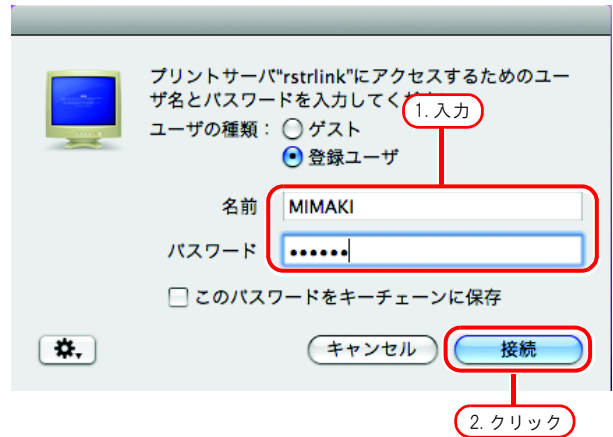 プリントサーバ“rstrlink”にアクセスするためのユー
ザ名とパスワードを入力してく
1. 入力
ユーザの種類： ゲスト
登録ユーザ
名前 MIMAKI
パスワード ••••••
このパスワードをキーチェーンに保存
キャンセル 接続
2. クリック